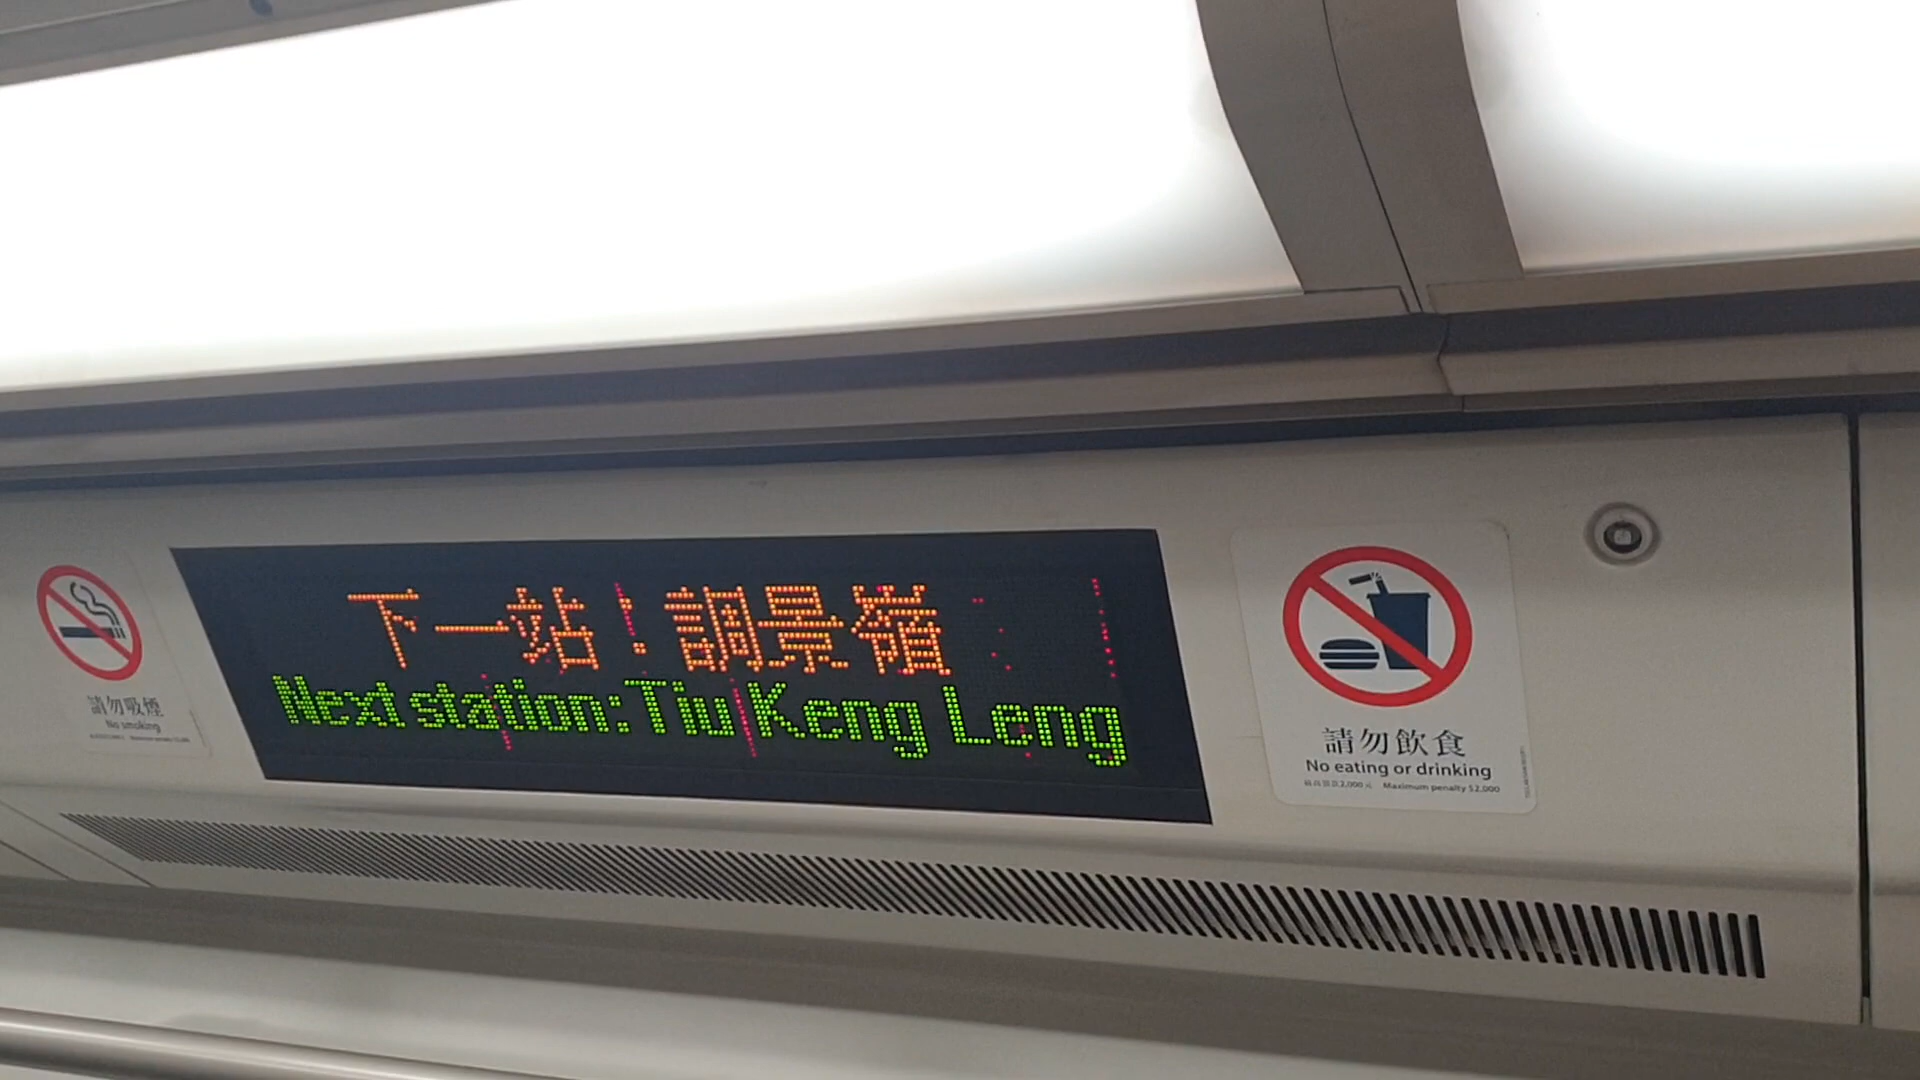 下一站：調景嶺
Next station: Tiu Keng Leng
請勿吸煙
No smoking
請勿飲食
No eating or drinking
Maximum penalty $2,000